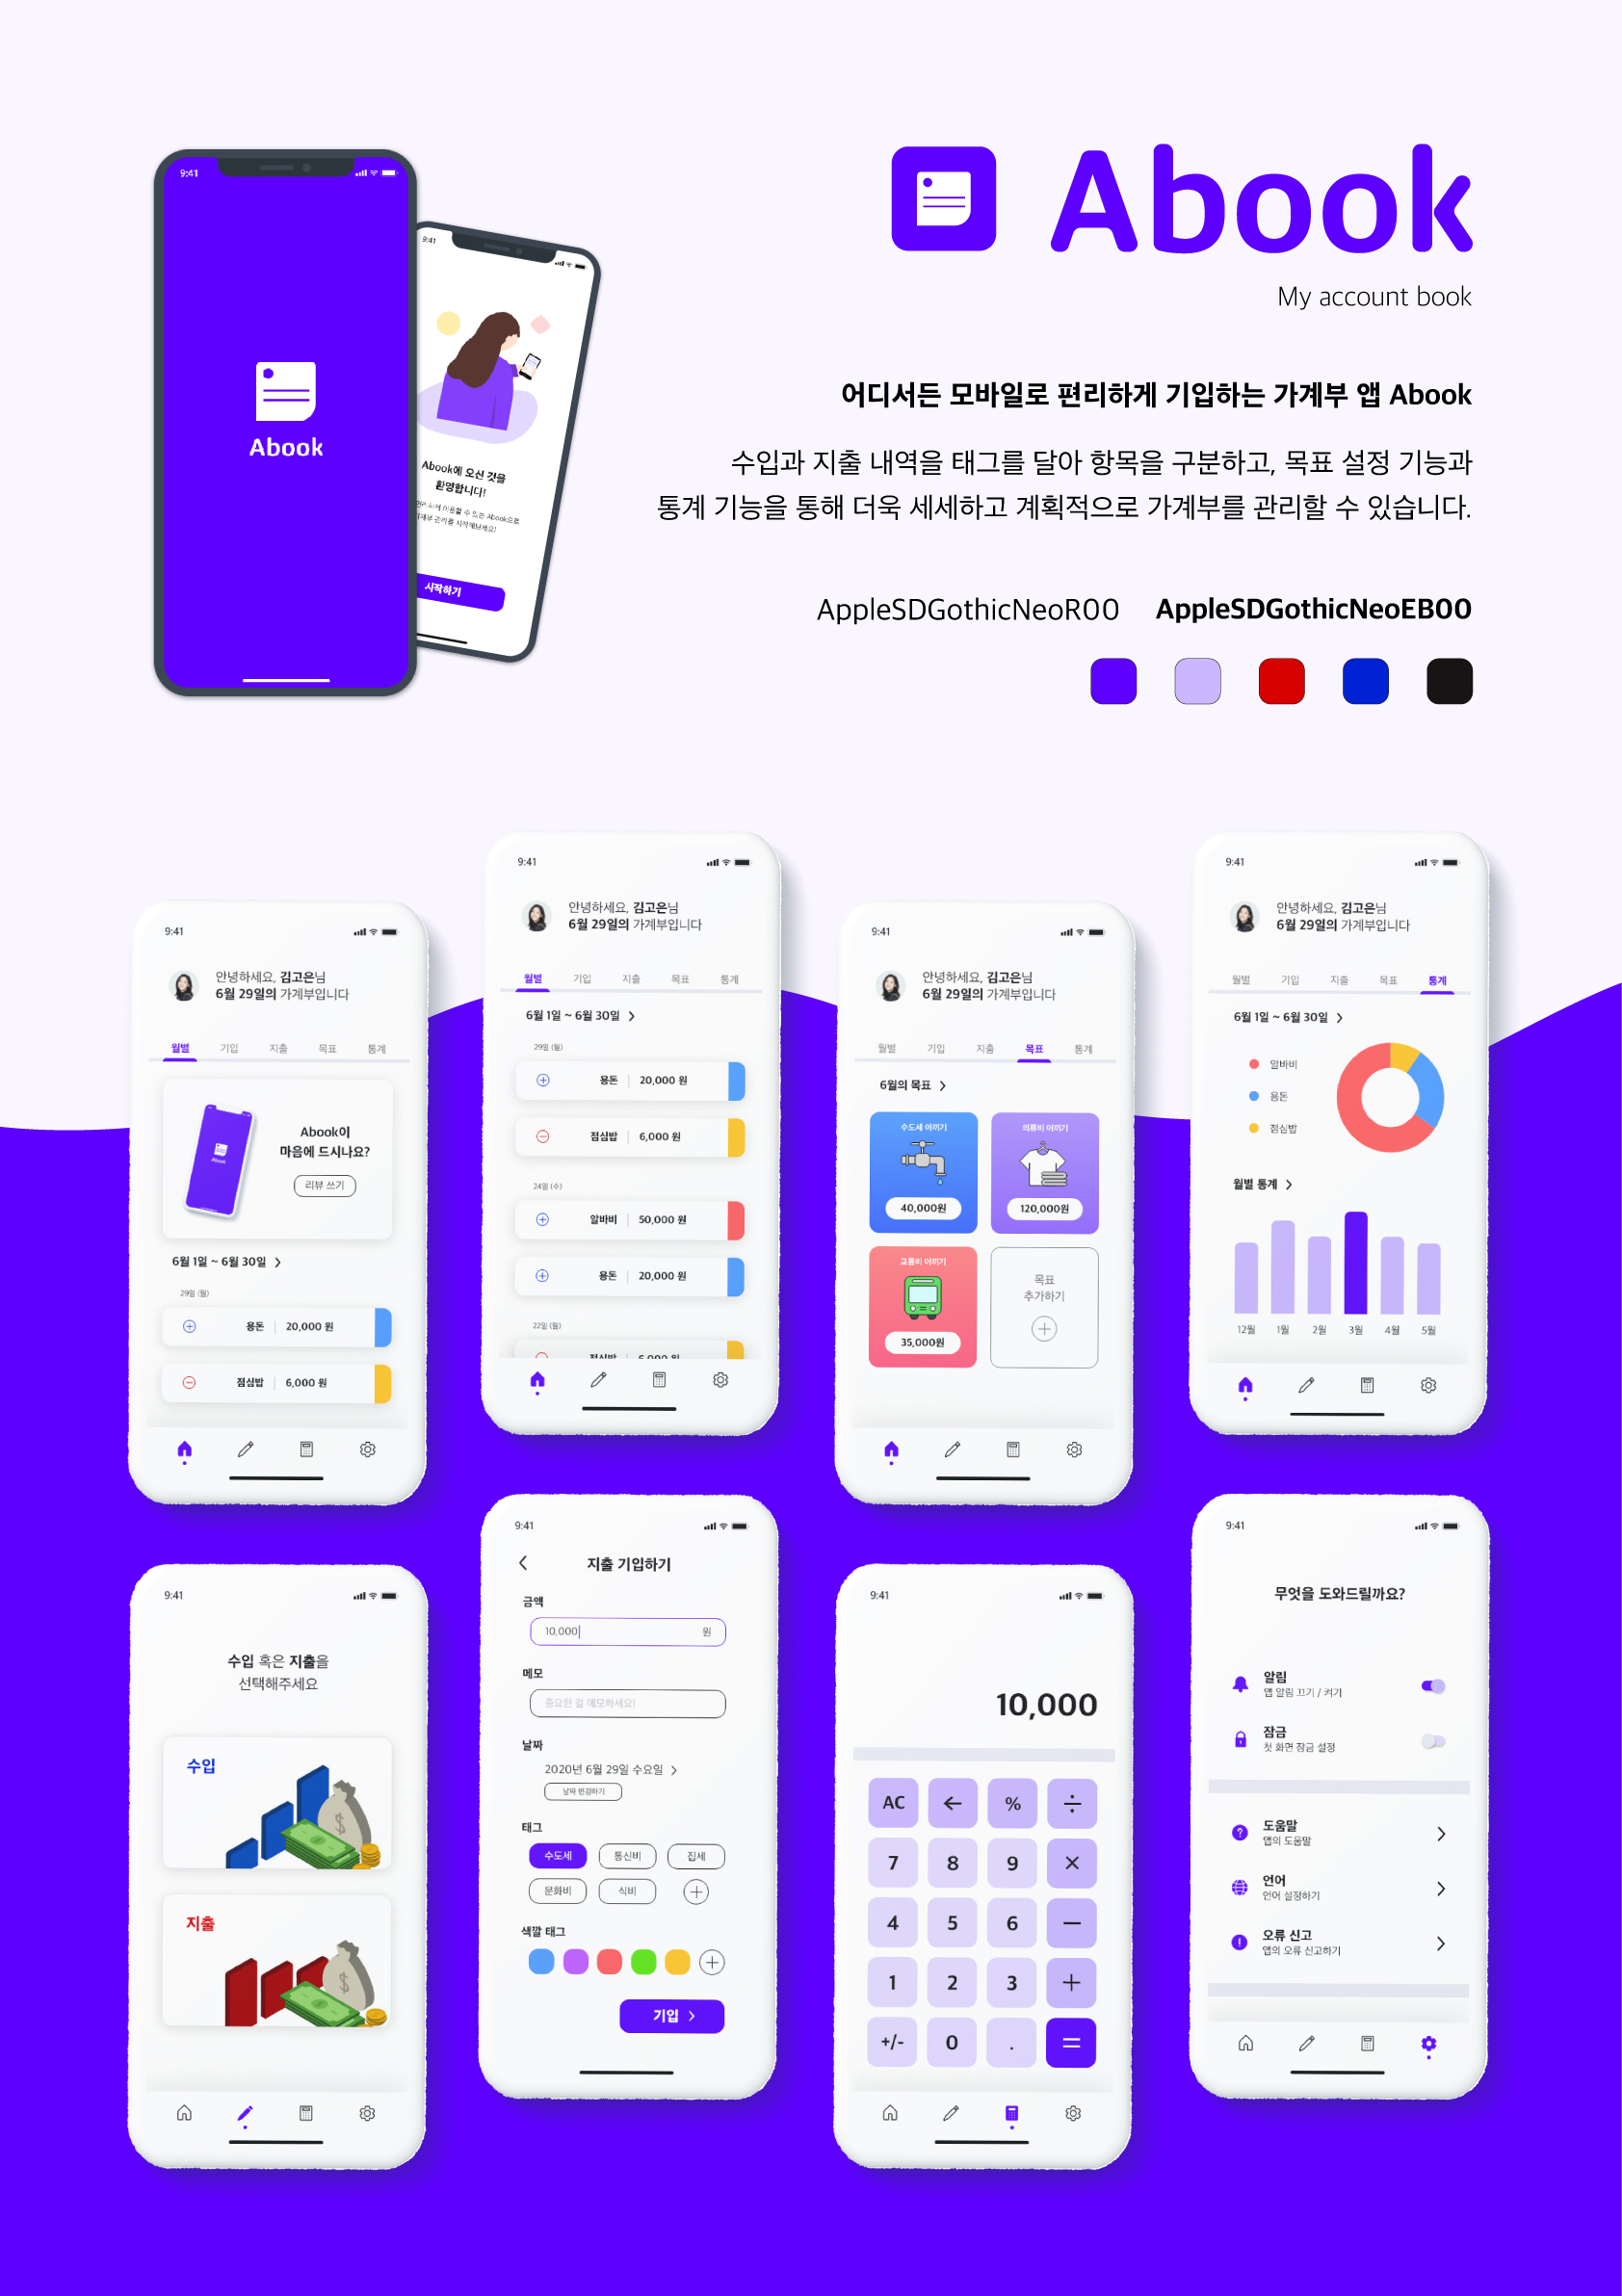 9:41
Abook
9:41
Abook에 오신 것을
환영합니다!
시작하기
Abook
My account book
어디서든 모바일로 편리하게 기입하는 가계부 앱 Abook
수입과 지출 내역을 태그를 달아 항목을 구분하고, 목표 설정 기능과
통계 기능을 통해 더욱 세세하고 계획적으로 가계부를 관리할 수 있습니다.
AppleSDGothicNeoR00 AppleSDGothicNeoEB00
9:41
안녕하세요, 김고은님
6월 29일의 가계부입니다
월별 기입 지출 목표 통계
Abook이
마음에 드시나요?
리뷰 쓰기
Abook
6월 1일 ~ 6월 30일
29일 (월)
용돈 20,000 원
점심밥 6,000 원
9:41
안녕하세요, 김고은님
6월 29일의 가계부입니다
월별 기입 지출 목표 통계
6월 1일 ~ 6월 30일
29일 (월)
용돈 20,000 원
점심밥 6,000 원
24일 (수)
알바비 50,000 원
용돈 20,000 원
22일 (월)
9:41
안녕하세요, 김고은님
6월 29일의 가계부입니다
월별 기입 지출 목표 통계
6월의 목표
수도세 아끼기
40,000원
의류비 아끼기
120,000원
교통비 아끼기
35,000원
목표
추가하기
9:41
안녕하세요, 김고은님
6월 29일의 가계부입니다
월별 기입 지출 목표 통계
6월 1일 ~ 6월 30일
알바비
용돈
점심밥
월별 통계
12월 1월 2월 3월 4월 5월
9:41
수입 혹은 지출을
선택해주세요
수입
지출
9:41
지출 기입하기
금액
10,000 원
메모
중요한 걸 메모하세요!
날짜
2020년 6월 29일 수요일
날짜 변경하기
태그
수도세 통신비 집세
문화비 식비
색깔 태그
기입
9:41
10,000
AC ← % ÷
7 8 9 ×
4 5 6 −
1 2 3 +
+/- 0 . =
9:41
무엇을 도와드릴까요?
알림
앱 알림 끄기 / 켜기
잠금
첫 화면 잠금 설정
도움말
앱의 도움말
언어
언어 설정하기
오류 신고
앱의 오류 신고하기